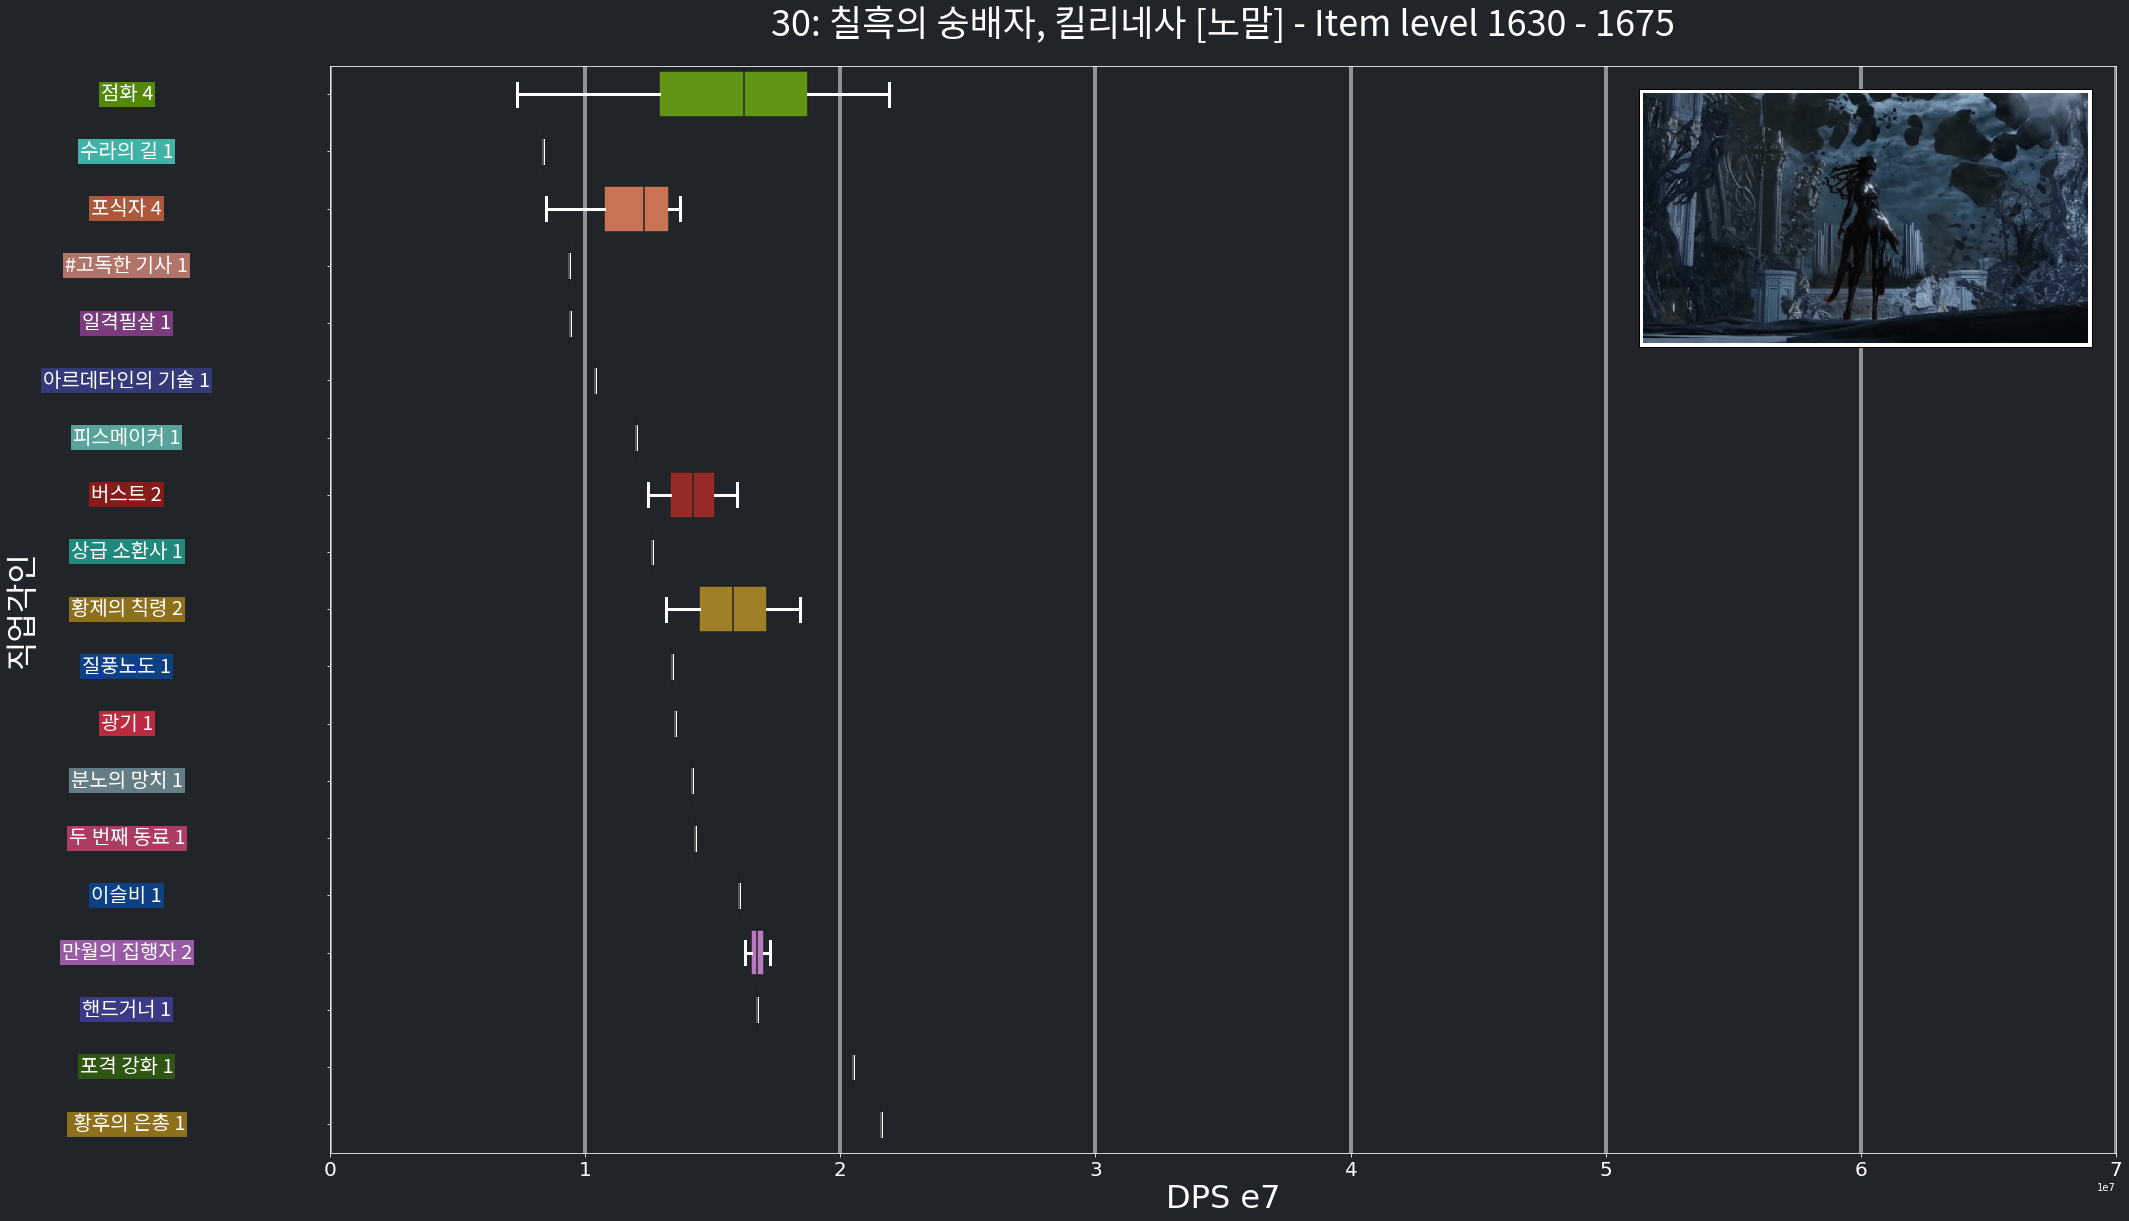 30: 칠흑의 숭배자, 킬리네사 [노말] - Item level 1630 - 1675
점화 4
수라의 길 1
포식자 4
#고독한 기사 1
일격필살 1
아르데타인의 기술 1
피스메이커 1
버스트 2
상급 소환사 1
황제의 칙령 2
질풍노도 1
광기 1
분노의 망치 1
두 번째 동료 1
이슬비 1
만월의 집행자 2
핸드거너 1
포격 강화 1
황후의 은총 1
직업각인
0 1 2 3 4 5 6 7
1e7
DPS e7